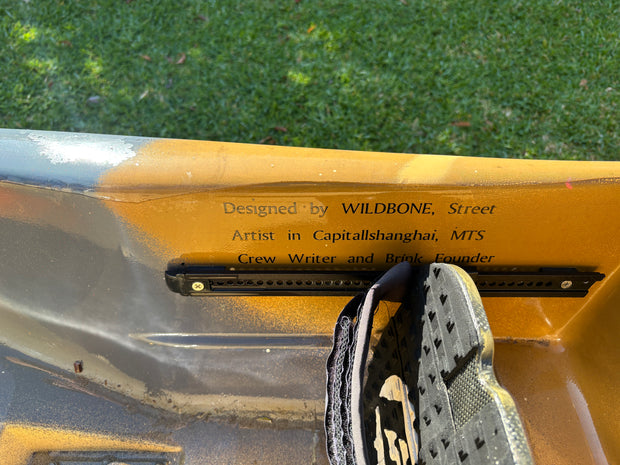 Designed by WILDBONE, Street
Artist in Capitallshanghai, MTS
Crew Writer and Brink Founder